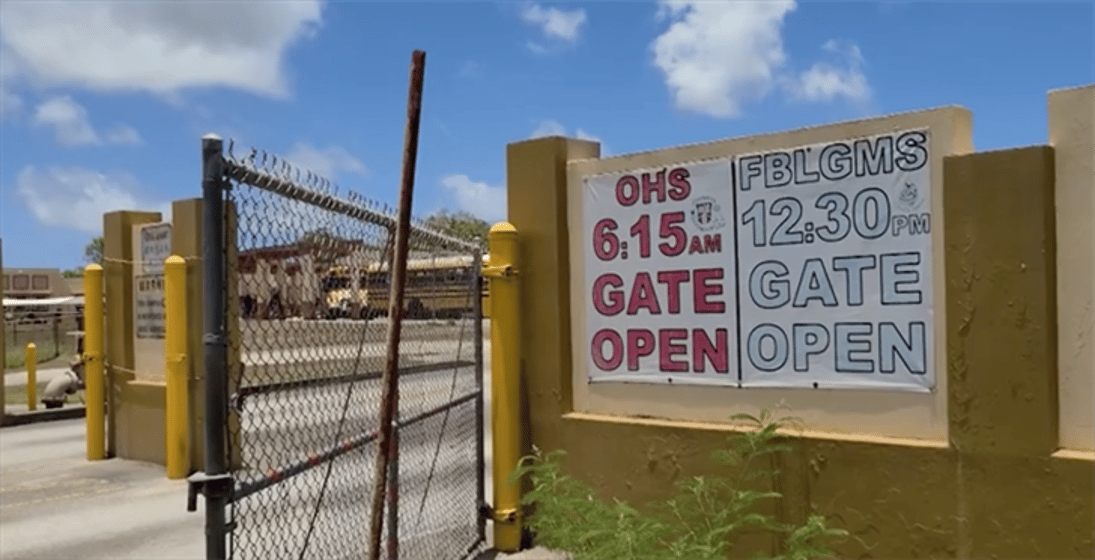 OHS
6:15AM
GATE
OPEN
FBLGMS
12:30PM
GATE
OPEN